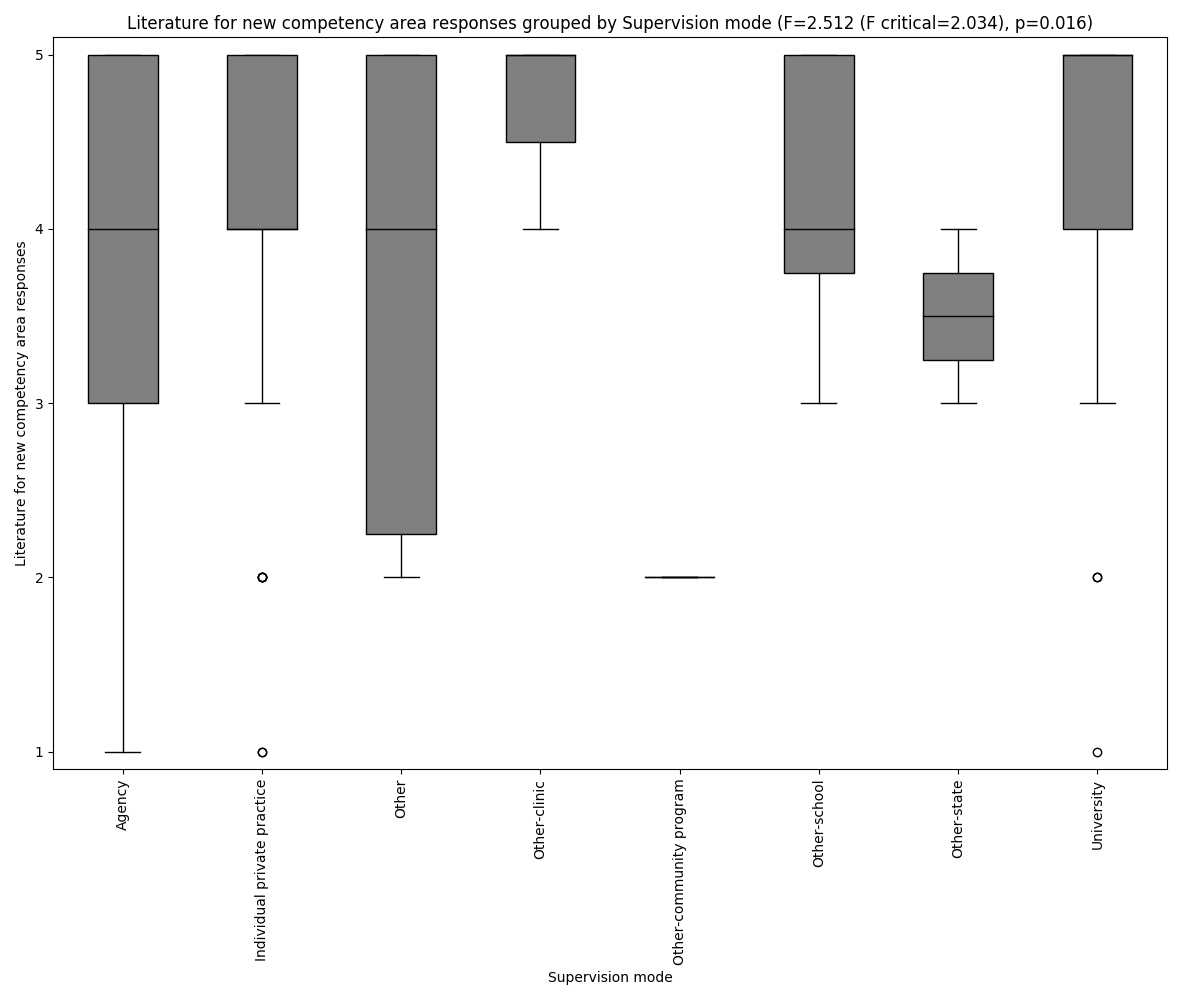 Literature for new competency area responses grouped by Supervision mode (F=2.512 (F critical=2.034), p=0.016)
Literature for new competency area responses
5
4
3
2
1
Agency
Individual private practice
Other
Other-clinic
Other-community program
Other-school
Other-state
University
Supervision mode